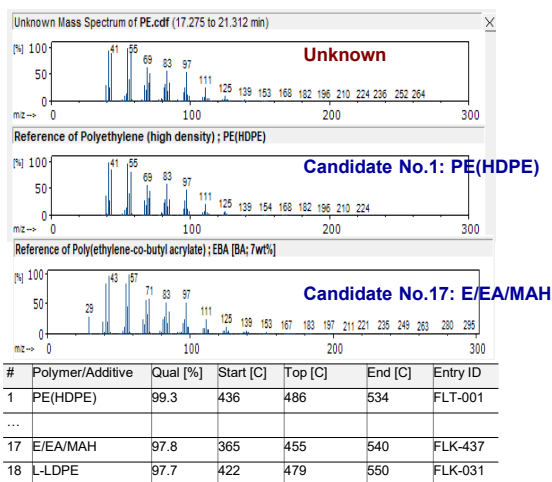 Unknown Mass Spectrum of PE.cdf (17.275 to 21.312 min)
[%] 100
50
0
41 55 69 83 97 111 125 139 153 168 182 196 210 224 236 252 264
Unknown
m/z --> 0 100 200 300
Reference of Polyethylene (high density) ; PE(HDPE)
[%] 100
50
0
41 55 69 83 97 111 125 139 154 168 182 196 210 224
Candidate No.1: PE(HDPE)
m/z --> 0 100 200 300
Reference of Poly(ethylene-co-butyl acrylate) ; EBA [BA; 7wt%]
[%] 100
50
0
29 43 57 71 83 97 111 125 139 153 167 183 197 211 221 235 249 263 280 295
Candidate No.17: E/EA/MAH
m/z--> 0 100 200 300
# Polymer/Additive Qual [%] Start [C] Top [C] End [C] Entry ID
1 PE(HDPE) 99.3 436 486 534 FLT-001
...
17 E/EA/MAH 97.8 365 455 540 FLK-437
18 L-LDPE 97.7 422 479 550 FLK-031